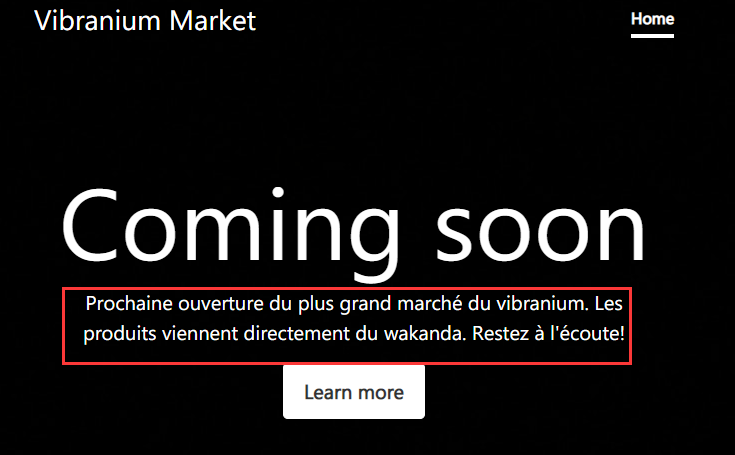 Vibranium Market
Home
Coming soon
Prochaine ouverture du plus grand marché du vibranium. Les
produits viennent directement du wakanda. Restez à l'écoute!
Learn more